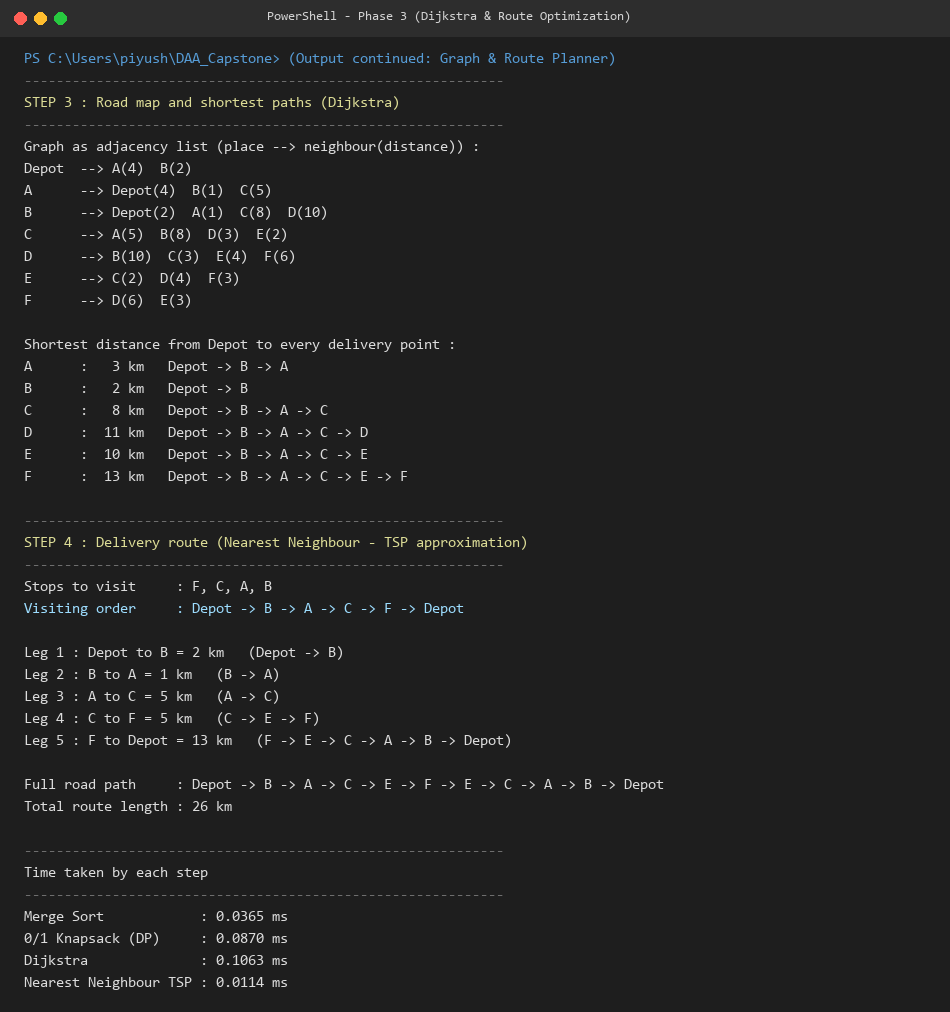 PowerShell - Phase 3 (Dijkstra & Route Optimization)
PS C:\Users\piyush\DAA_Capstone> (Output continued: Graph & Route Planner)
------------------------------------------------------------
STEP 3 : Road map and shortest paths (Dijkstra)
------------------------------------------------------------
Graph as adjacency list (place --> neighbour(distance)) :
Depot  --> A(4)  B(2)
A      --> Depot(4)  B(1)  C(5)
B      --> Depot(2)  A(1)  C(8)  D(10)
C      --> A(5)  B(8)  D(3)  E(2)
D      --> B(10)  C(3)  E(4)  F(6)
E      --> C(2)  D(4)  F(3)
F      --> D(6)  E(3)
Shortest distance from Depot to every delivery point :
A      :   3 km   Depot -> B -> A
B      :   2 km   Depot -> B
C      :   8 km   Depot -> B -> A -> C
D      :  11 km   Depot -> B -> A -> C -> D
E      :  10 km   Depot -> B -> A -> C -> E
F      :  13 km   Depot -> B -> A -> C -> E -> F
------------------------------------------------------------
STEP 4 : Delivery route (Nearest Neighbour - TSP approximation)
------------------------------------------------------------
Stops to visit     : F, C, A, B
Visiting order     : Depot -> B -> A -> C -> F -> Depot
Leg 1 : Depot to B = 2 km   (Depot -> B)
Leg 2 : B to A = 1 km   (B -> A)
Leg 3 : A to C = 5 km   (A -> C)
Leg 4 : C to F = 5 km   (C -> E -> F)
Leg 5 : F to Depot = 13 km   (F -> E -> C -> A -> B -> Depot)
Full road path     : Depot -> B -> A -> C -> E -> F -> E -> C -> A -> B -> Depot
Total route length : 26 km
------------------------------------------------------------
Time taken by each step
------------------------------------------------------------
Merge Sort            : 0.0365 ms
0/1 Knapsack (DP)     : 0.0870 ms
Dijkstra              : 0.1063 ms
Nearest Neighbour TSP : 0.0114 ms